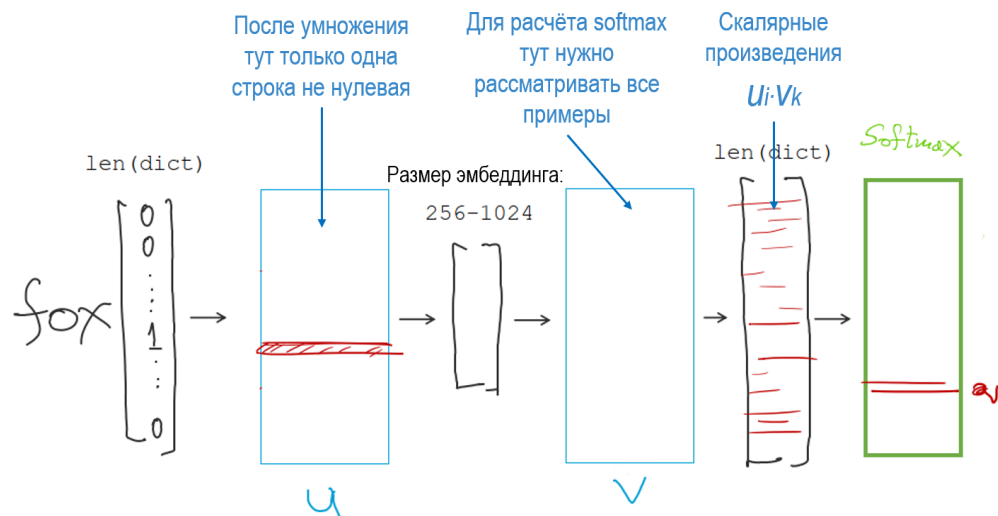 После умножения
тут только одна
строка не нулевая
Для расчёта softmax
тут нужно
рассматривать все
примеры
Скалярные
произведения
ui·vk
len(dict)
Размер эмбеддинга:
256-1024
len(dict)
Softmax
fox
0
0
1
0
u
v